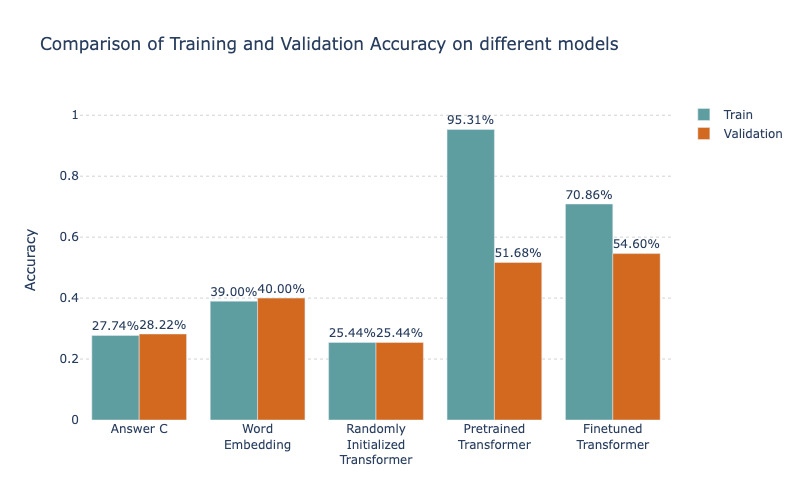 Comparison of Training and Validation Accuracy on different models
Train
Validation
Accuracy
1
0.8
0.6
0.4
0.2
0
27.74%
28.22%
39.00%
40.00%
25.44%
25.44%
95.31%
51.68%
70.86%
54.60%
Answer C
Word
Embedding
Randomly
Initialized
Transformer
Pretrained
Transformer
Finetuned
Transformer